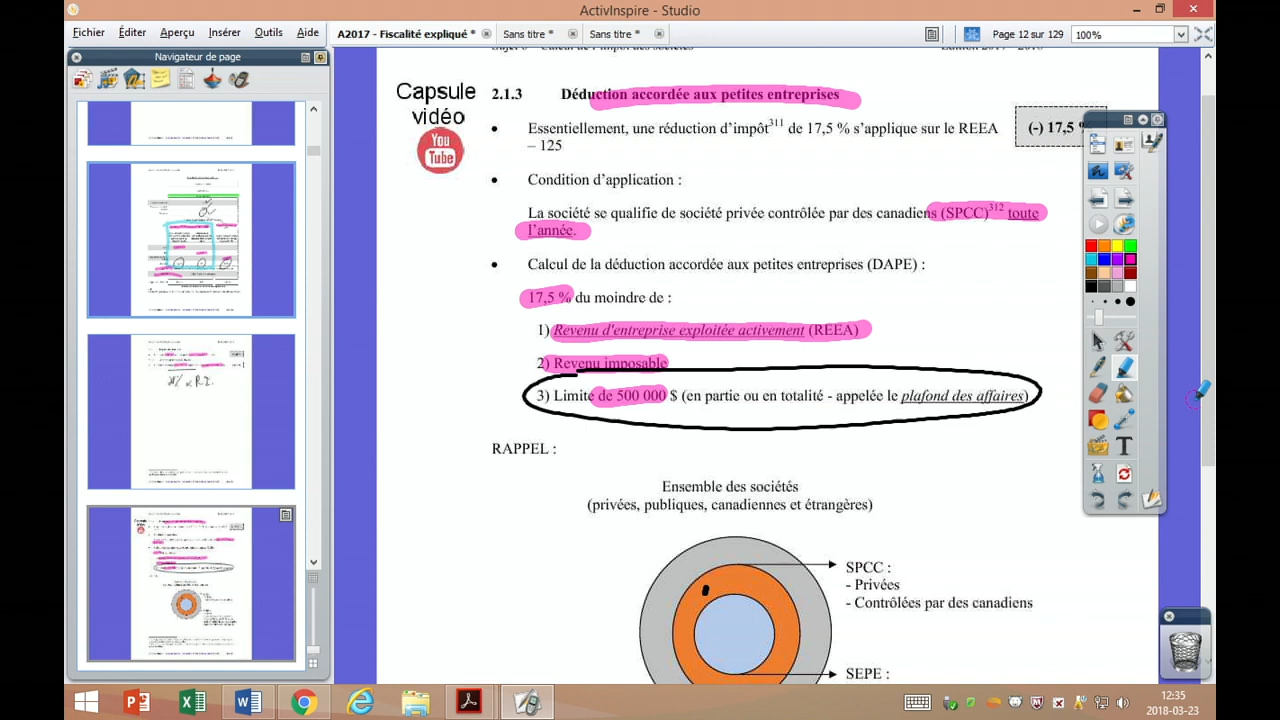 ActivInspire - Studio
Fichier Éditer Aperçu Insérer Outils Aide
A2017 - Fiscalité expliqué * Sans titre * Sans titre *
Page 12 sur 129 100%
Navigateur de page
Capsule
vidéo
You
Tube
2.1.3 Déduction accordée aux petites entreprises
• Essentiellement, une réduction d'impôt311 de 17,5 % s'applique sur le REEA
– 125
(-) 17,5 %
• Condition d'application :
La société se qualifie de société privée contrôlée par des canadiens (SPCC)312 toute
l'année.
• Calcul de la déduction accordée aux petites entreprises (DAPE) :
17,5 % du moindre de :
1) Revenu d'entreprise exploitée activement (REEA)
2) Revenu imposable
3) Limite de 500 000 $ (en partie ou en totalité - appelée le plafond des affaires)
RAPPEL :
Ensemble des sociétés
(privées, publiques, canadiennes et étrangères)
SPCC :
- Privées
- Contrôlées par des canadiens
SEPE :
12:35
2018-03-23